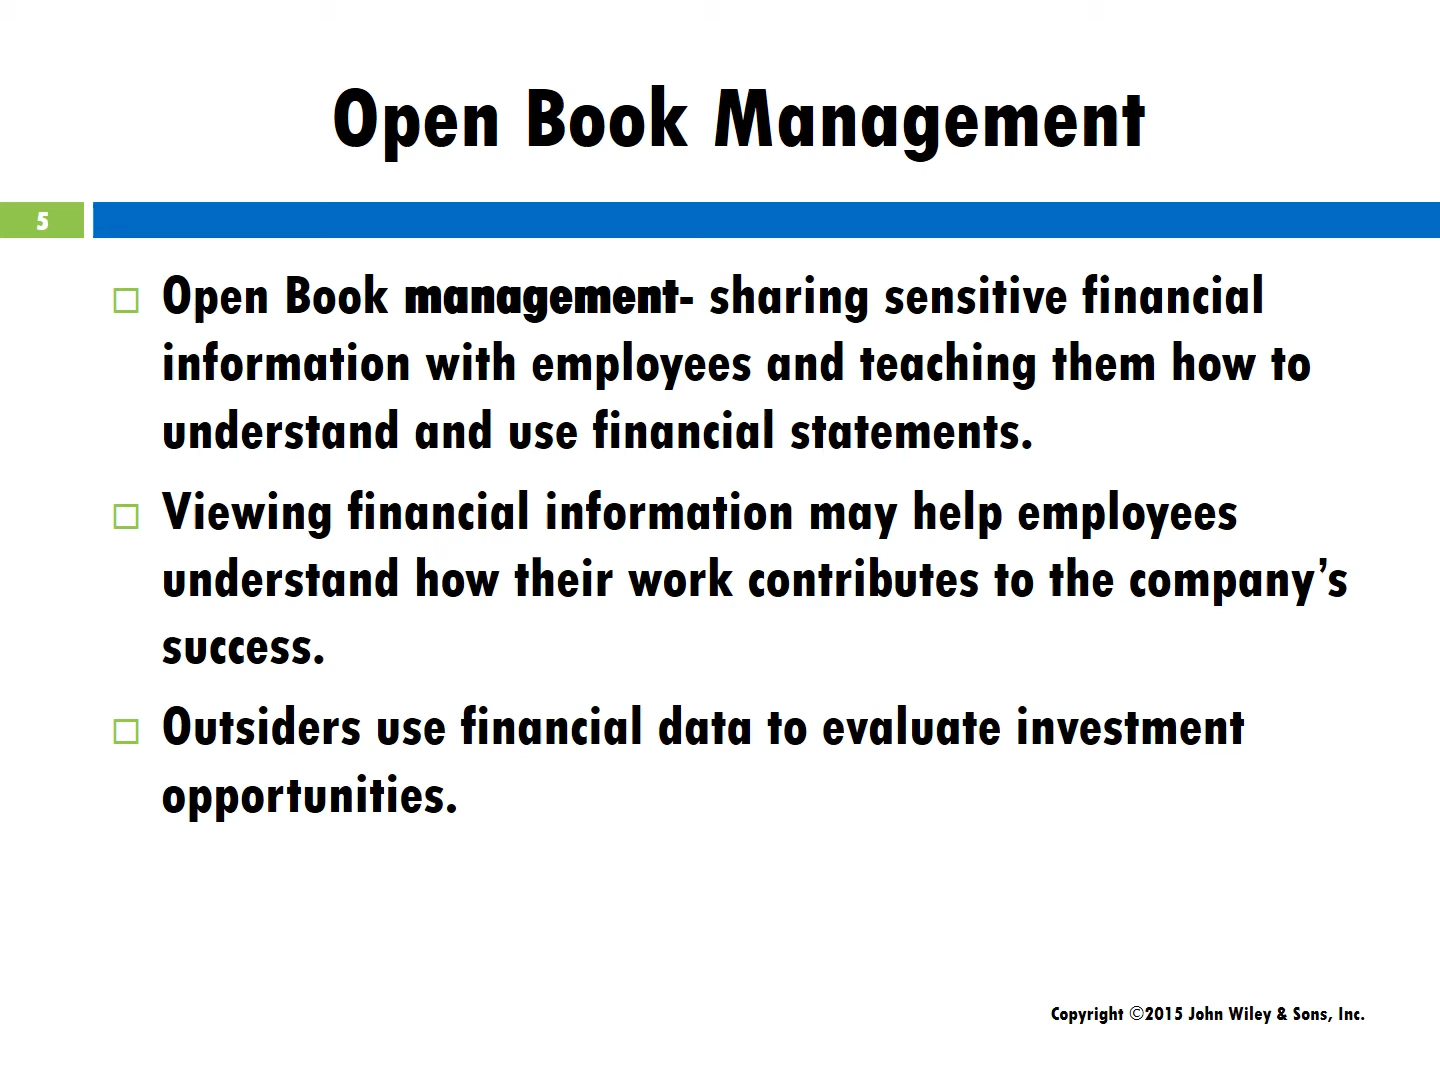 Open Book Management
5
□ Open Book management- sharing sensitive financial
information with employees and teaching them how to
understand and use financial statements.
□ Viewing financial information may help employees
understand how their work contributes to the company’s
success.
□ Outsiders use financial data to evaluate investment
opportunities.
Copyright ©2015 John Wiley & Sons, Inc.